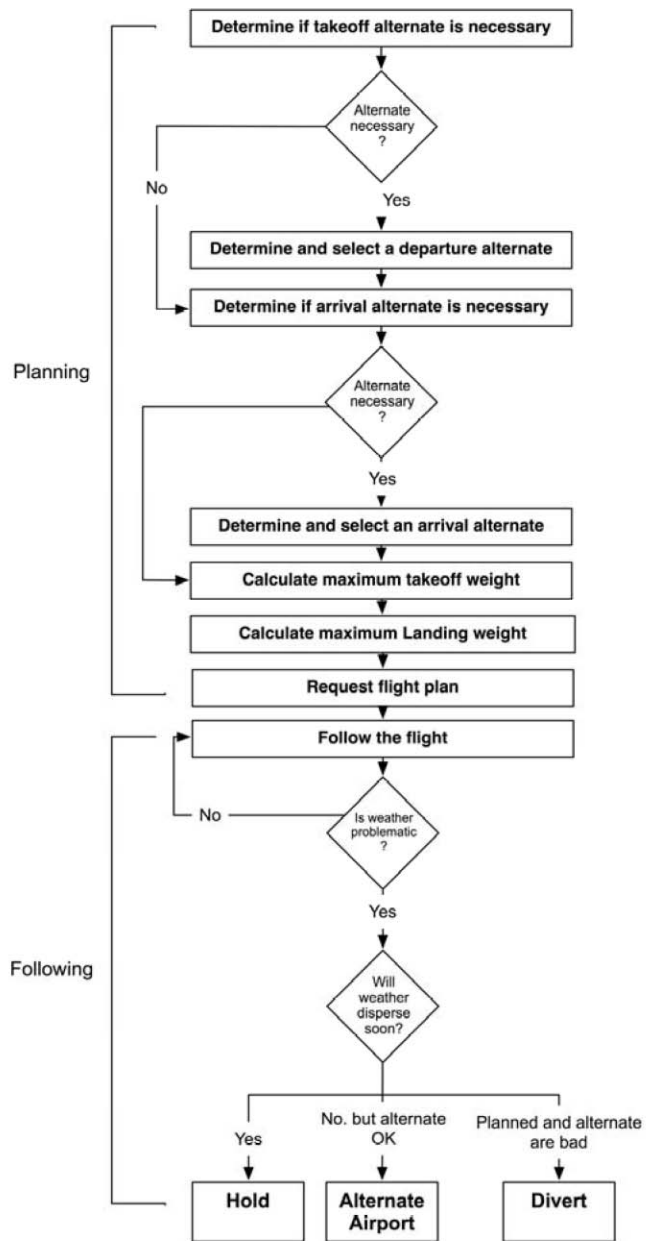 Determine if takeoff alternate is necessary
Alternate
necessary
?
No
Yes
Determine and select a departure alternate
Determine if arrival alternate is necessary
Planning
Alternate
necessary
?
Yes
Determine and select an arrival alternate
Calculate maximum takeoff weight
Calculate maximum Landing weight
Request flight plan
Follow the flight
No
Is weather
problematic
?
Yes
Following
Will
weather
disperse
soon?
Yes
No. but alternate
OK
Planned and alternate
are bad
Hold
Alternate
Airport
Divert